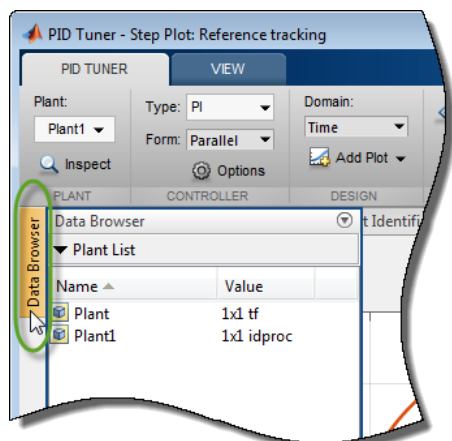 PID Tuner - Step Plot: Reference tracking
PID TUNER VIEW
Plant:
Plant1
Inspect
PLANT
Type: PI
Form: Parallel
Options
CONTROLLER
Domain:
Time
Add Plot
DESIGN
Data Browser
Data Browser
t Identifi
Plant List
Name Value
Plant 1x1 tf
Plant1 1x1 idproc